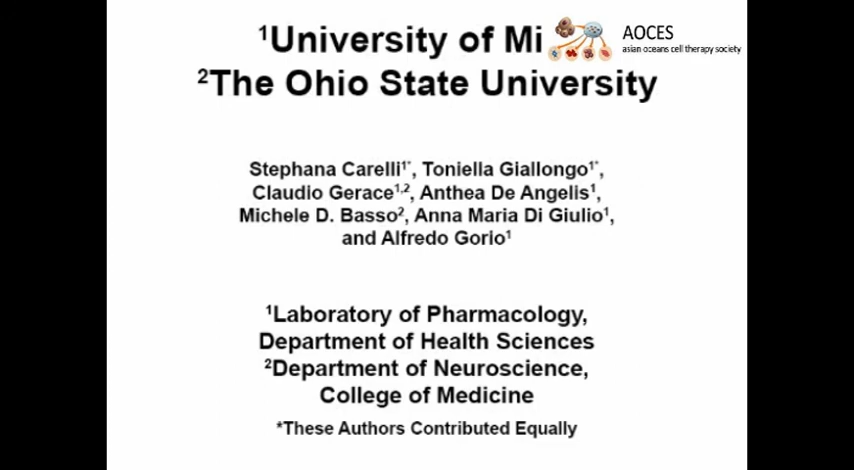 ¹University of Mi
AOCES
asian oceans cell therapy society
²The Ohio State University
Stephana Carelli¹*, Toniella Giallongo¹*,
Claudio Gerace¹,², Anthea De Angelis¹,
Michele D. Basso², Anna Maria Di Giulio¹,
and Alfredo Gorio¹
¹Laboratory of Pharmacology,
Department of Health Sciences
²Department of Neuroscience,
College of Medicine
*These Authors Contributed Equally